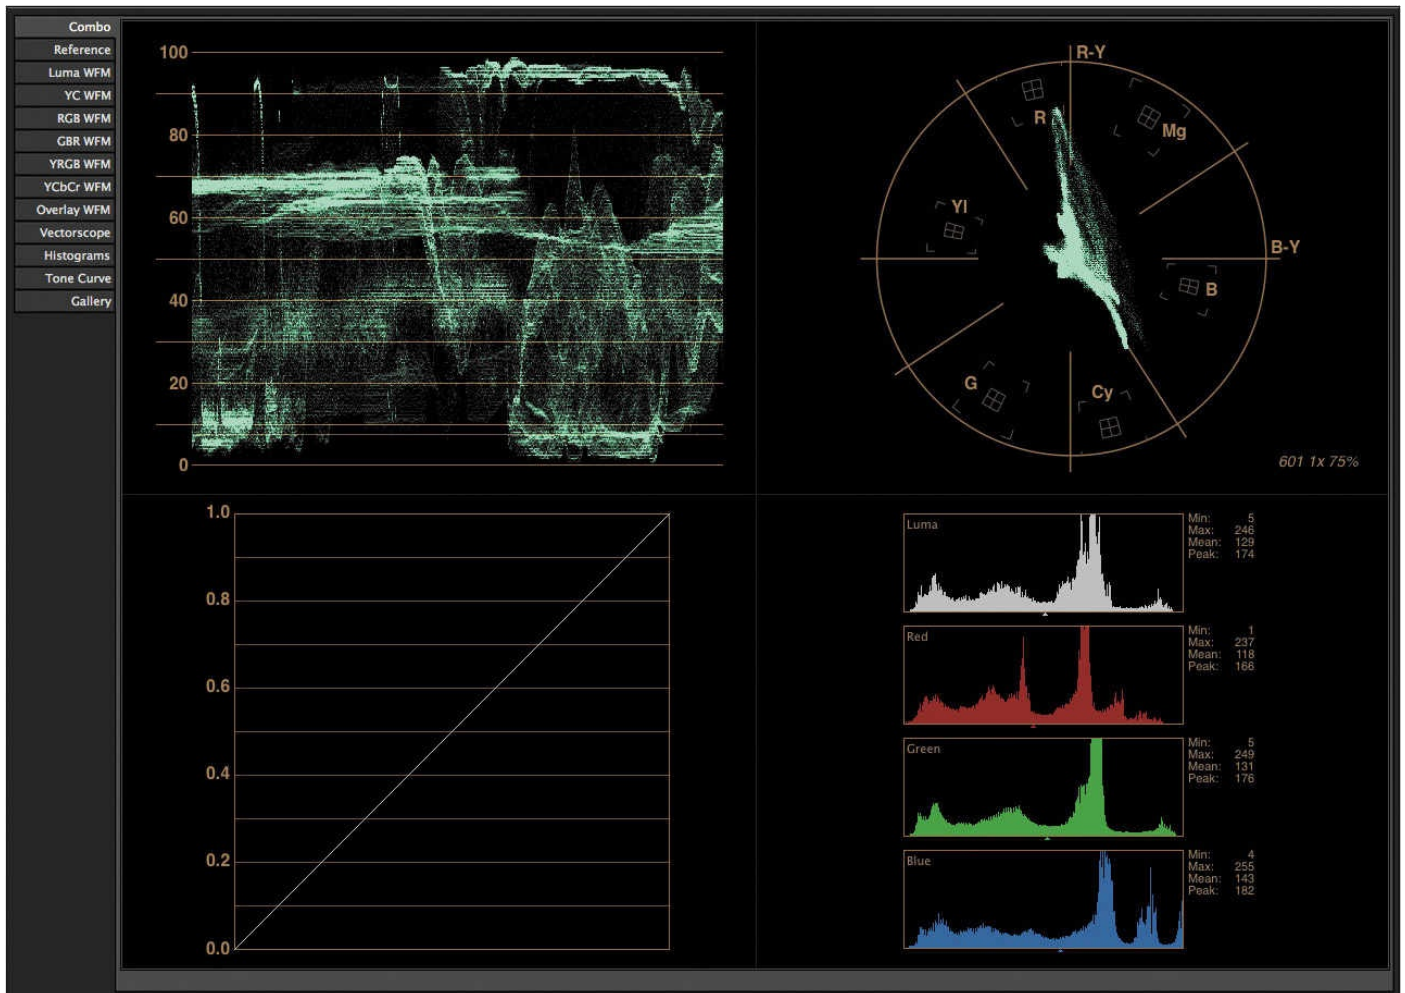 Combo
Reference
Luma WFM
YC WFM
RGB WFM
GBR WFM
YRGB WFM
YCbCr WFM
Overlay WFM
Vectorscope
Histograms
Tone Curve
Gallery
100
80
60
40
20
0
R-Y
R
Mg
Yl
B-Y
B
G
Cy
601 1x 75%
1.0
0.8
0.6
0.4
0.2
0.0
Luma
Min: 5
Max: 246
Mean: 129
Peak: 174
Red
Min: 1
Max: 237
Mean: 118
Peak: 166
Green
Min: 5
Max: 249
Mean: 131
Peak: 176
Blue
Min: 4
Max: 255
Mean: 143
Peak: 182